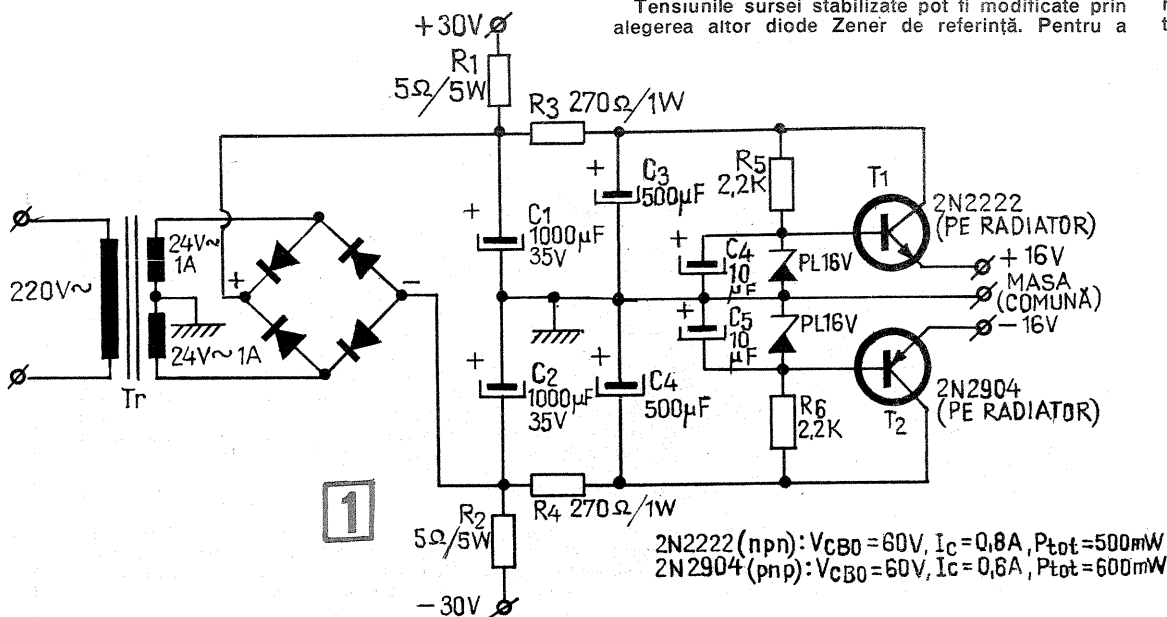 Tensiunile sursei stabilizate pot fi modificate prin
alegerea altor diode Zener de referință. Pentru a
+30V
R1
5Ω/5W
R3 270Ω/1W
+
C3
500µF
R5
2,2K
T1
2N2222
(PE RADIATOR)
+
C1
1000µF
35V
24V~
1A
+
-
220V~
+
C4
10
µF
PL16V
+16V
MASA
(COMUNĂ)
-16V
+
C5
10
µF
PL16V
24V~1A
Tr
+
C2
1000µF
35V
+
C4
500µF
R6
2,2K
T2
2N2904
(PE RADIATOR)
1
R2
5Ω/5W
R4 270Ω/1W
-30V
2N2222(npn): VCBO=60V, IC=0,8A, Ptot=500mW
2N2904(pnp): VCBO=60V, Ic=0,6A, Ptot=600mW